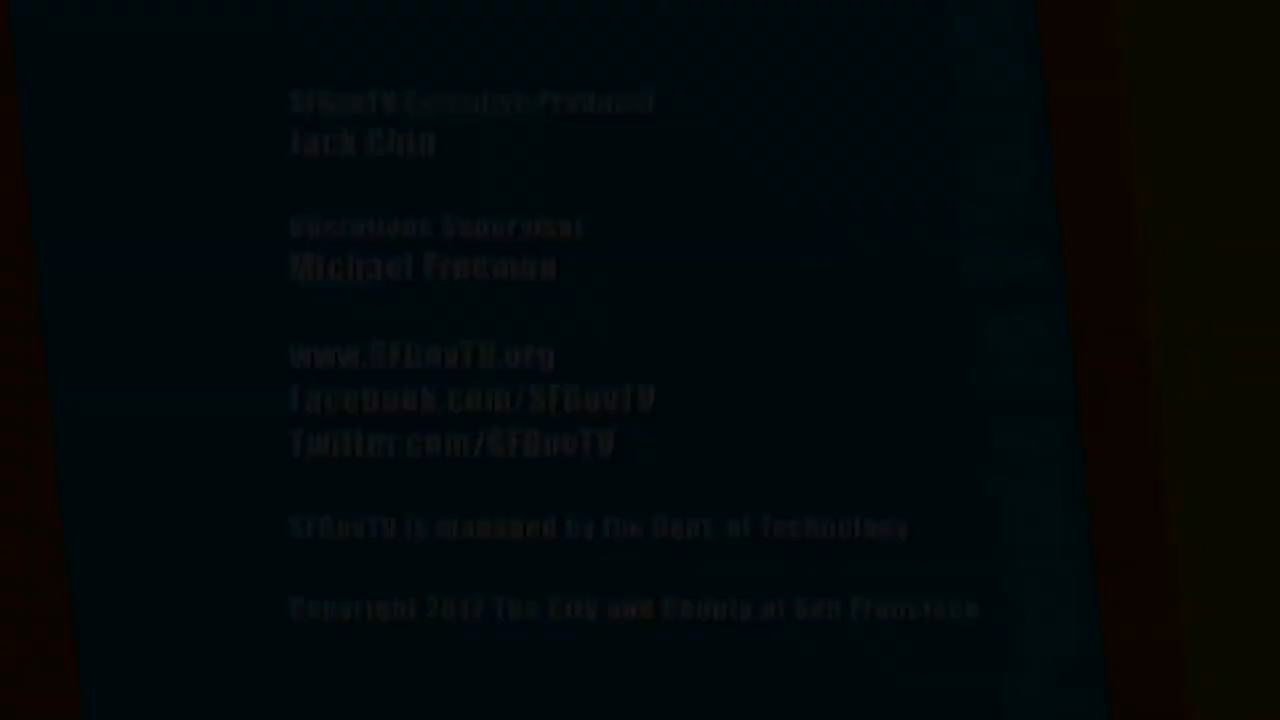 SFGovTV Executive Producer
Jack Chin
Operations Supervisor
Michael Freeman
www.SFGovTV.org
Facebook.com/SFGovTV
Twitter.com/SFGovTV
SFGovTV is managed by the Dept. of Technology
Copyright The City and County of San Francisco